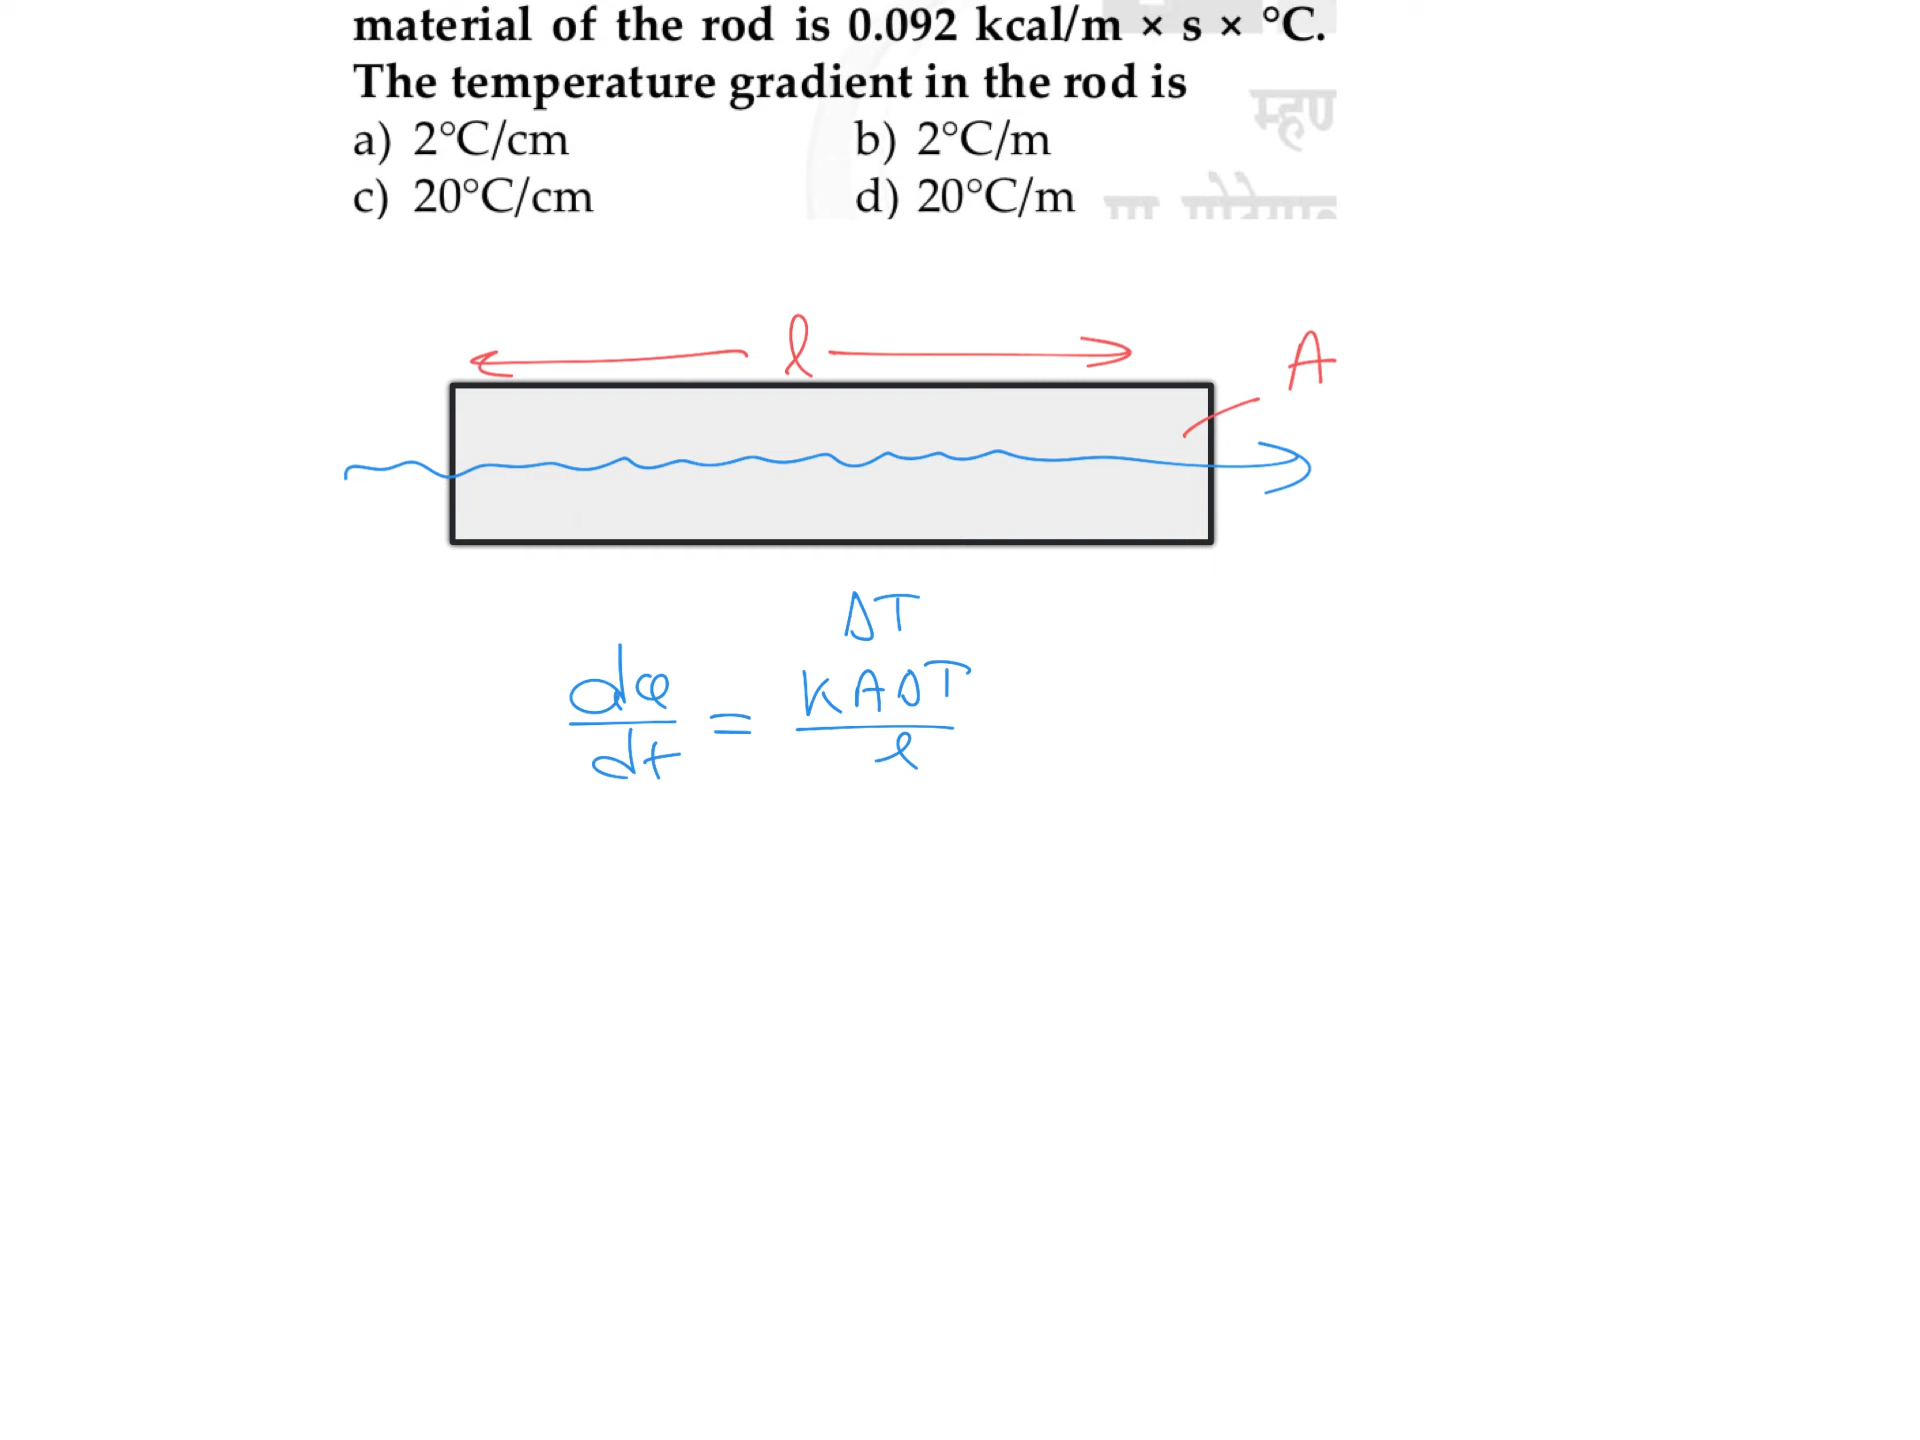 material of the rod is 0.092 kcal/m × s × °C.
The temperature gradient in the rod is
म्हण
a) 2°C/cm b) 2°C/m
c) 20°C/cm d) 20°C/m
l
A
ΔT
dQ/dt = KAΔT/l